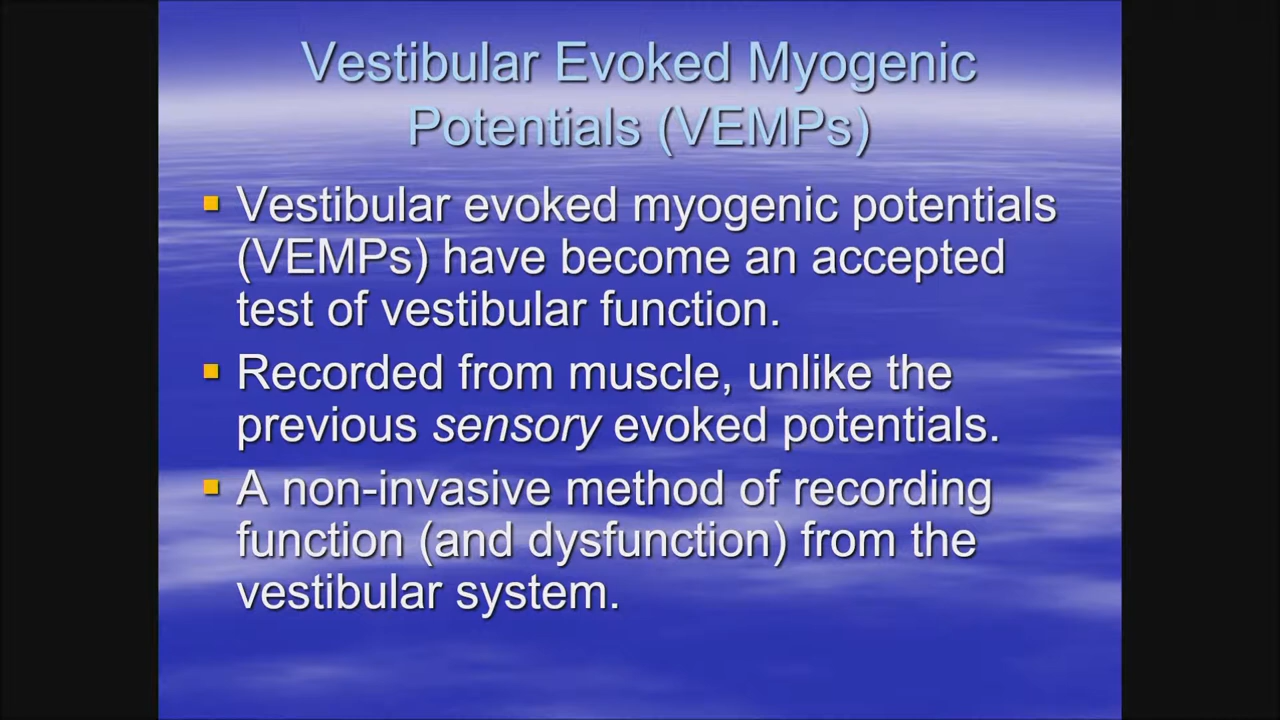 Vestibular Evoked Myogenic
Potentials (VEMPs)
Vestibular evoked myogenic potentials
(VEMPs) have become an accepted
test of vestibular function.
Recorded from muscle, unlike the
previous sensory evoked potentials.
A non-invasive method of recording
function (and dysfunction) from the
vestibular system.